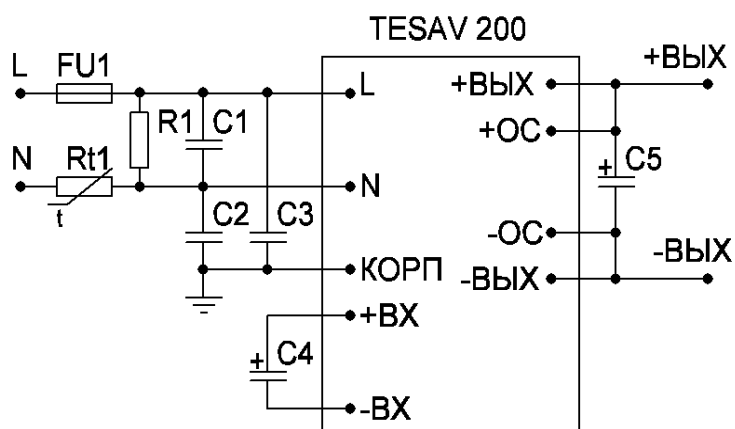 TESAV 200
L FU1 L +ВЫХ +ВЫХ
R1 C1 +ОС
N Rt1 N C5 +
t C2 C3 -ОС
КОРП -ВЫХ -ВЫХ
+ВХ
+ C4
-ВХ